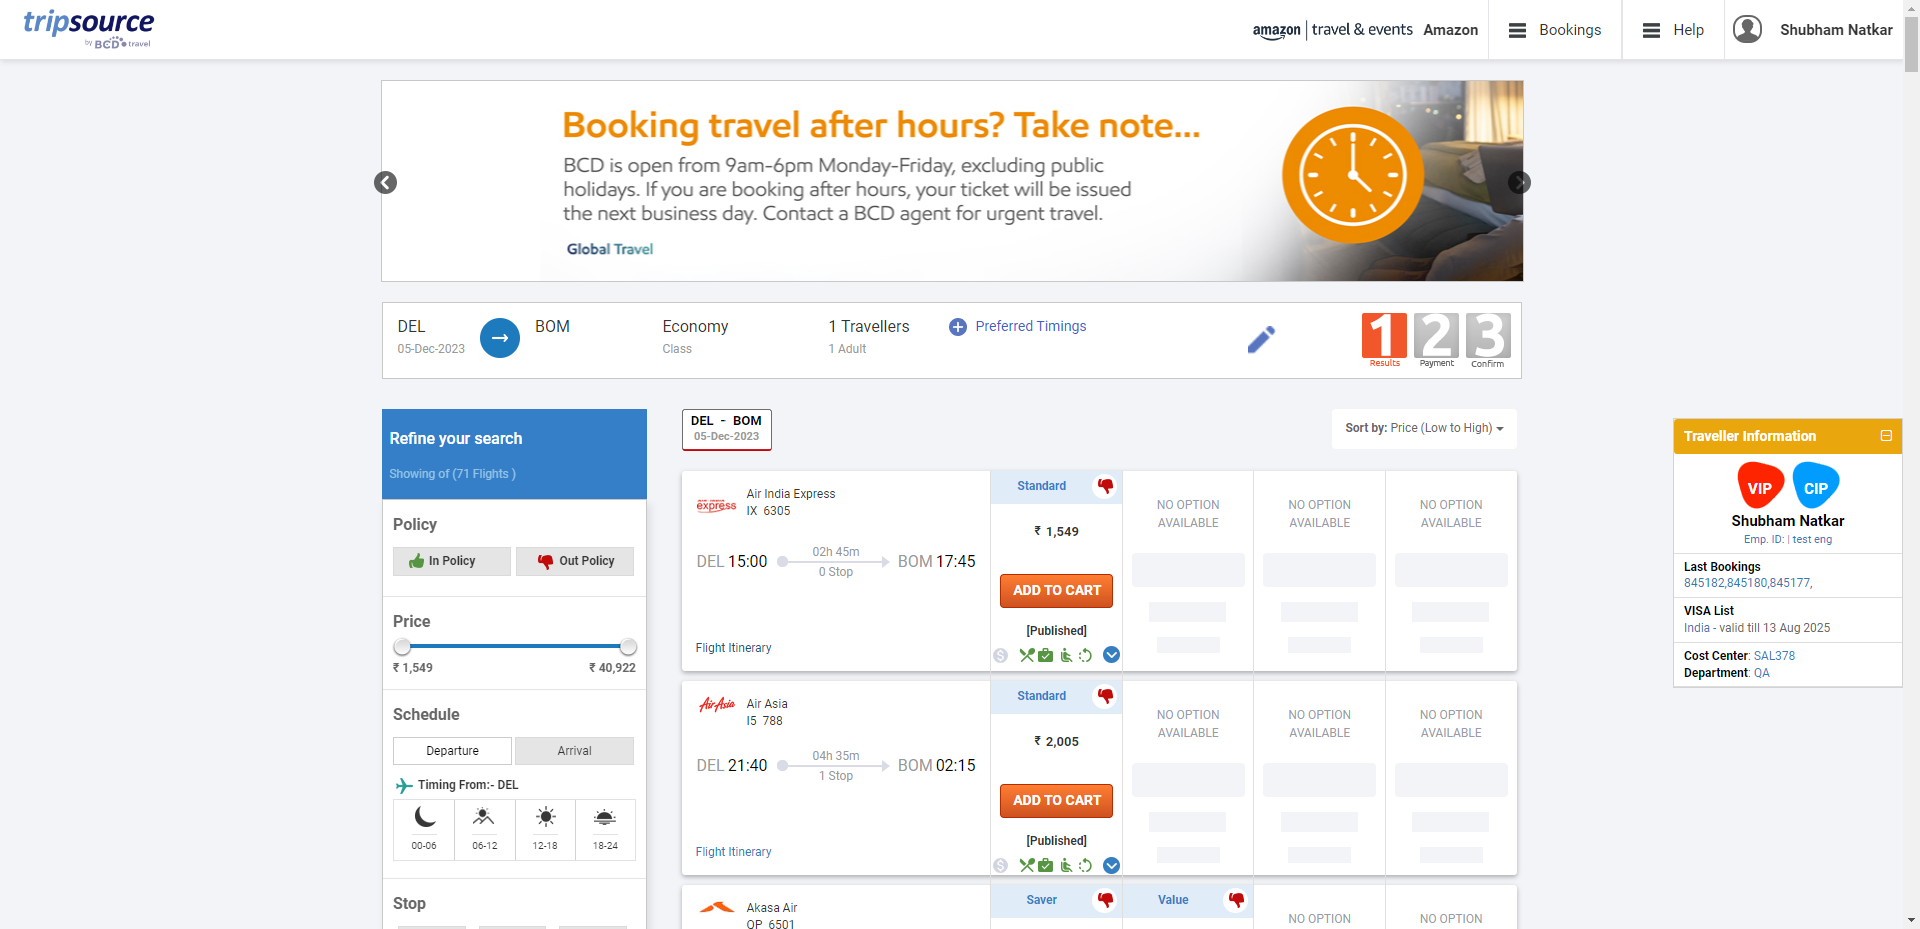 tripsource
by BCD travel
amazon | travel & events Amazon
Bookings
Help
Shubham Natkar
Booking travel after hours? Take note...
BCD is open from 9am-6pm Monday-Friday, excluding public
holidays. If you are booking after hours, your ticket will be issued
the next business day. Contact a BCD agent for urgent travel.
Global Travel
DEL
05-Dec-2023
BOM
Economy
Class
1 Travellers
1 Adult
Preferred Timings
1 2 3
Results Payment Confirm
Refine your search
Showing of (71 Flights )
Policy
In Policy
Out Policy
Price
₹ 1,549 ₹ 40,922
Schedule
Departure Arrival
Timing From:- DEL
00-06 06-12 12-18 18-24
Stop
DEL - BOM
05-Dec-2023
Sort by: Price (Low to High)
express
Air India Express
IX 6305
DEL 15:00
02h 45m
0 Stop
BOM 17:45
Flight Itinerary
Standard
₹ 1,549
ADD TO CART
[Published]
NO OPTION
AVAILABLE
NO OPTION
AVAILABLE
NO OPTION
AVAILABLE
AirAsia
Air Asia
I5 788
DEL 21:40
04h 35m
1 Stop
BOM 02:15
Flight Itinerary
Standard
₹ 2,005
ADD TO CART
[Published]
NO OPTION
AVAILABLE
NO OPTION
AVAILABLE
NO OPTION
AVAILABLE
Akasa Air
QP 6501
Saver
Value
NO OPTION
NO OPTION
Traveller Information
VIP CIP
Shubham Natkar
Emp. ID: | test eng
Last Bookings
845182,845180,845177,
VISA List
India - valid till 13 Aug 2025
Cost Center: SAL378
Department: QA